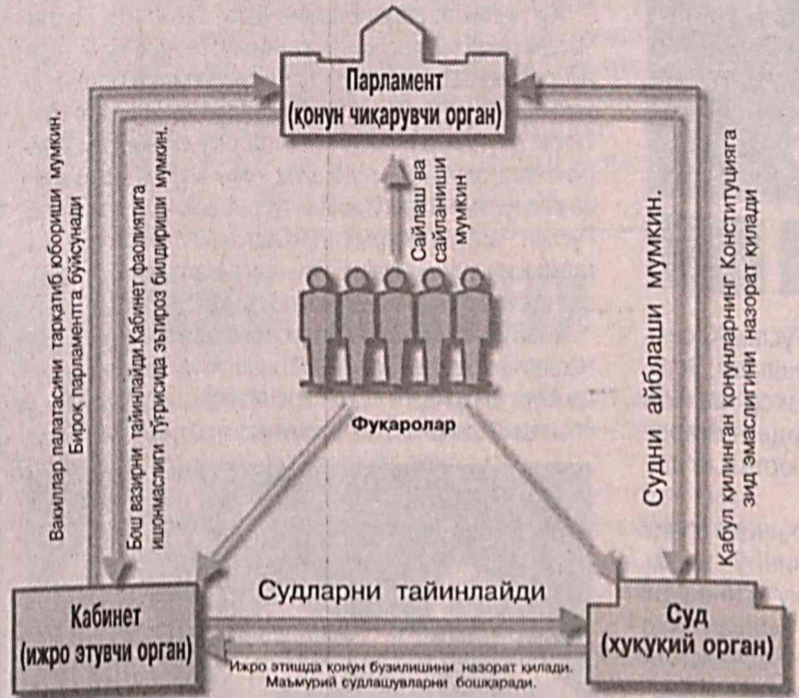 Парламент
(қонун чиқарувчи орган)
Вакиллар палатасини тарқатиб юбориши мумкин.
Бироқ парламентга бўйсунади
Бош вазирни тайинлайди.Кабинет фаолиятига
ишонмаслиги тўғрисида эътироз билдириши мумкин.
Сайлаш ва
сайланиши
мумкин
Фуқаролар
Судни айблаши мумкин.
Қабул қилинган қонунларнинг Конституцияга
зид эмаслигини назорат қилади
Кабинет
(ижро этувчи орган)
Судларни тайинлайди
Суд
(ҳуқуқий орган)
Ижро этишда қонун бузилишини назорат қилади.
Маъмурий судлашувларни бошқаради.